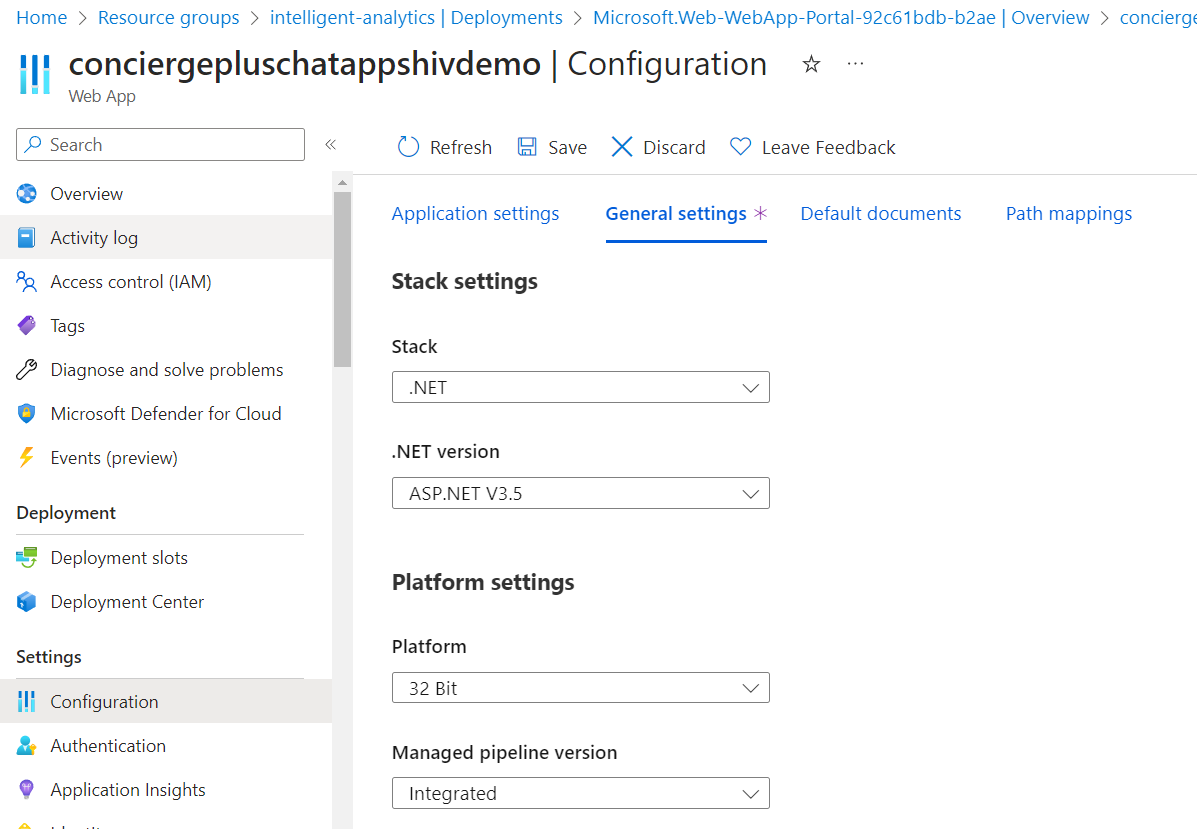 Home > Resource groups > intelligent-analytics | Deployments > Microsoft.Web-WebApp-Portal-92c61bdb-b2ae | Overview > concierge
conciergepluschatappshivdemo | Configuration ☆ ...
Web App
Search «
Refresh Save Discard Leave Feedback
Overview
Activity log
Access control (IAM)
Tags
Diagnose and solve problems
Microsoft Defender for Cloud
Events (preview)
Deployment
Deployment slots
Deployment Center
Settings
Configuration
Authentication
Application Insights
Application settings General settings * Default documents Path mappings
Stack settings
Stack
.NET
.NET version
ASP.NET V3.5
Platform settings
Platform
32 Bit
Managed pipeline version
Integrated